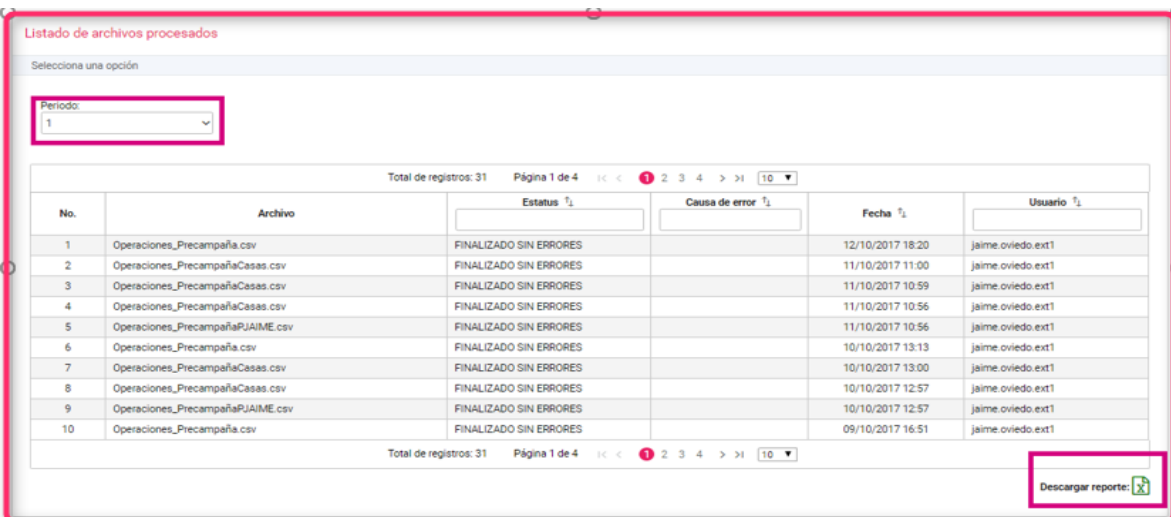 Listado de archivos procesados
Selecciona una opción
Periodo:
1
Total de registros: 31 Página 1 de 4 1 2 3 4 10
No. Archivo Estatus Causa de error Fecha Usuario
1 Operaciones_Precampaña.csv FINALIZADO SIN ERRORES 12/10/2017 18:20 jaime.oviedo.ext1
2 Operaciones_PrecampañaCasas.csv FINALIZADO SIN ERRORES 11/10/2017 11:00 jaime.oviedo.ext1
3 Operaciones_PrecampañaCasas.csv FINALIZADO SIN ERRORES 11/10/2017 10:59 jaime.oviedo.ext1
4 Operaciones_PrecampañaCasas.csv FINALIZADO SIN ERRORES 11/10/2017 10:56 jaime.oviedo.ext1
5 Operaciones_PrecampañaPJAIME.csv FINALIZADO SIN ERRORES 11/10/2017 10:56 jaime.oviedo.ext1
6 Operaciones_Precampaña.csv FINALIZADO SIN ERRORES 10/10/2017 13:13 jaime.oviedo.ext1
7 Operaciones_PrecampañaCasas.csv FINALIZADO SIN ERRORES 10/10/2017 13:00 jaime.oviedo.ext1
8 Operaciones_PrecampañaCasas.csv FINALIZADO SIN ERRORES 10/10/2017 12:57 jaime.oviedo.ext1
9 Operaciones_PrecampañaPJAIME.csv FINALIZADO SIN ERRORES 10/10/2017 12:57 jaime.oviedo.ext1
10 Operaciones_Precampaña.csv FINALIZADO SIN ERRORES 09/10/2017 16:51 jaime.oviedo.ext1
Total de registros: 31 Página 1 de 4 1 2 3 4 10
Descargar reporte: